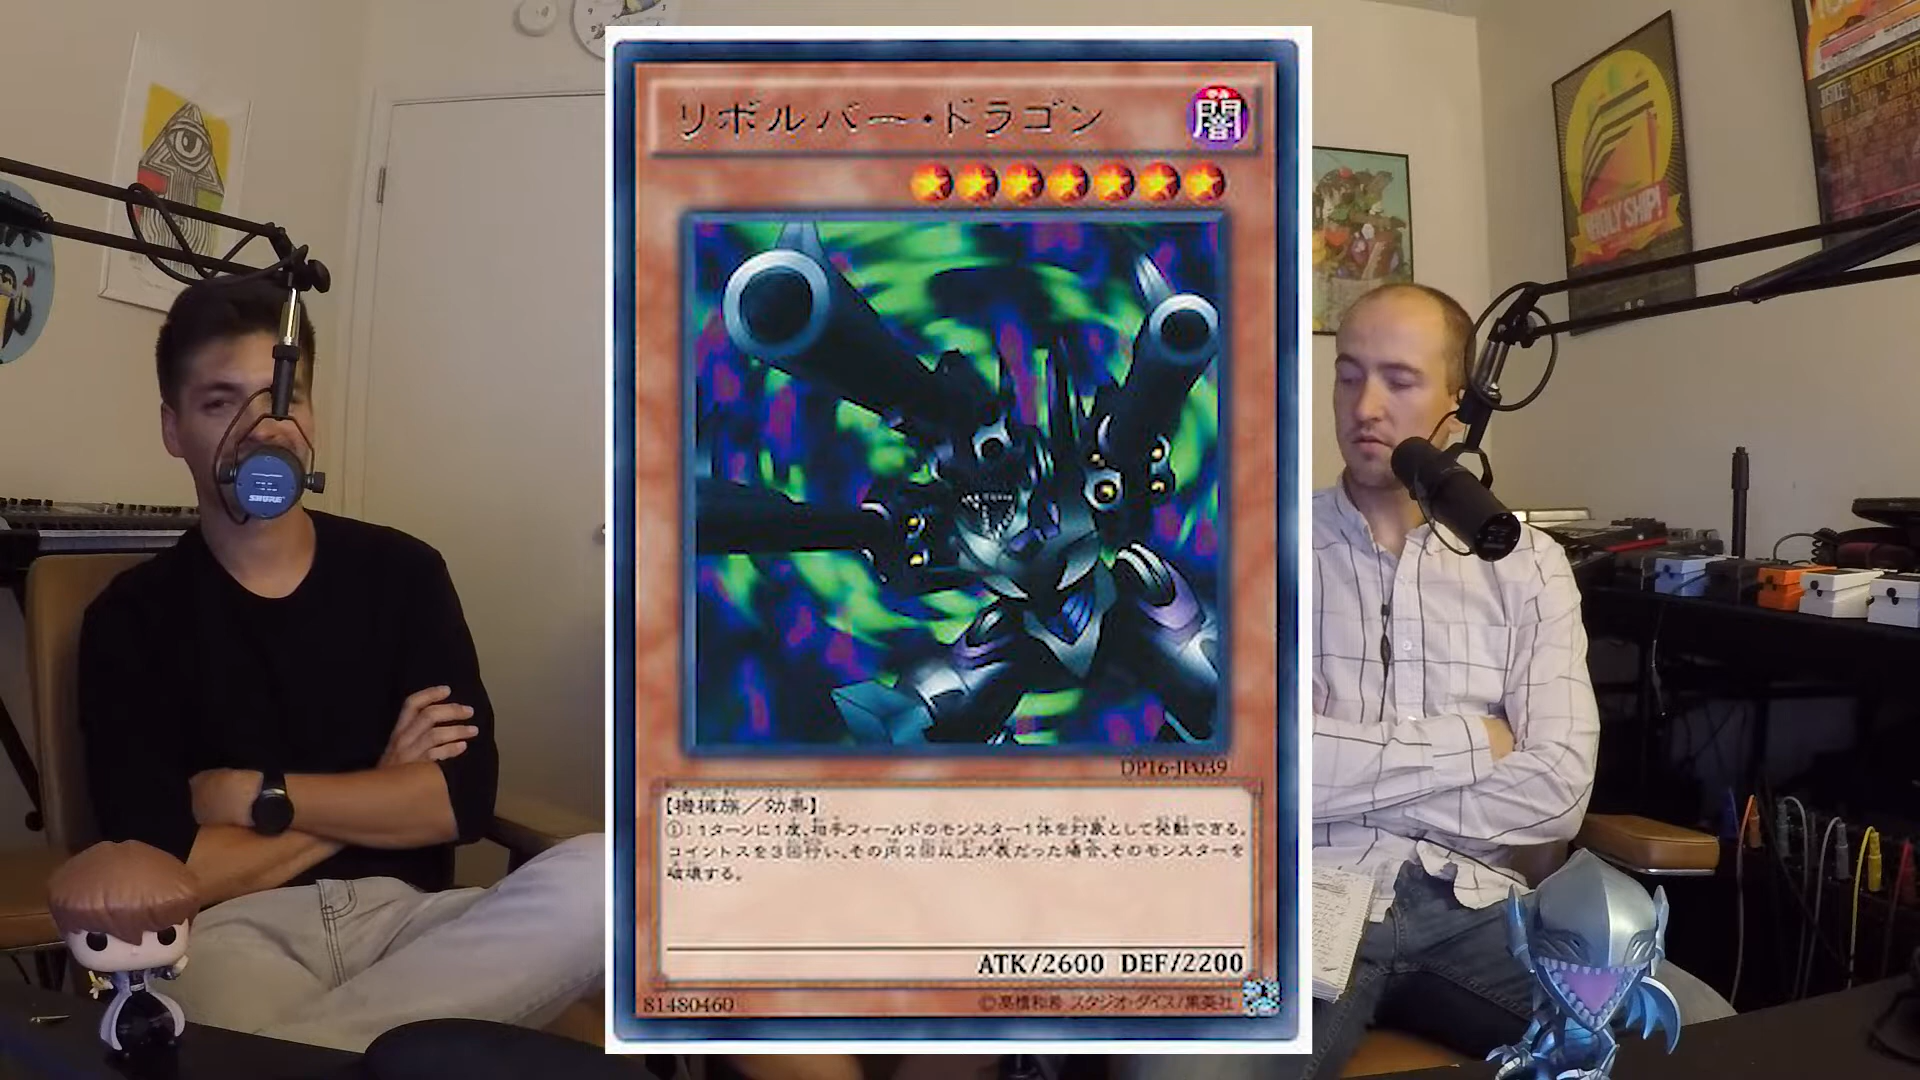 リボルバー・ドラゴン
闇
DP16-JP039
【機械族／効果】
①：1ターンに1度、相手フィールドのモンスター1体を対象として発動できる。
コイントスを3回行い、その内2回以上が表だった場合、そのモンスターを
破壊する。
ATK/2600 DEF/2200
81480460
©高橋和希 スタジオ・ダイス/集英社
SHURE
HOLY SHIP!